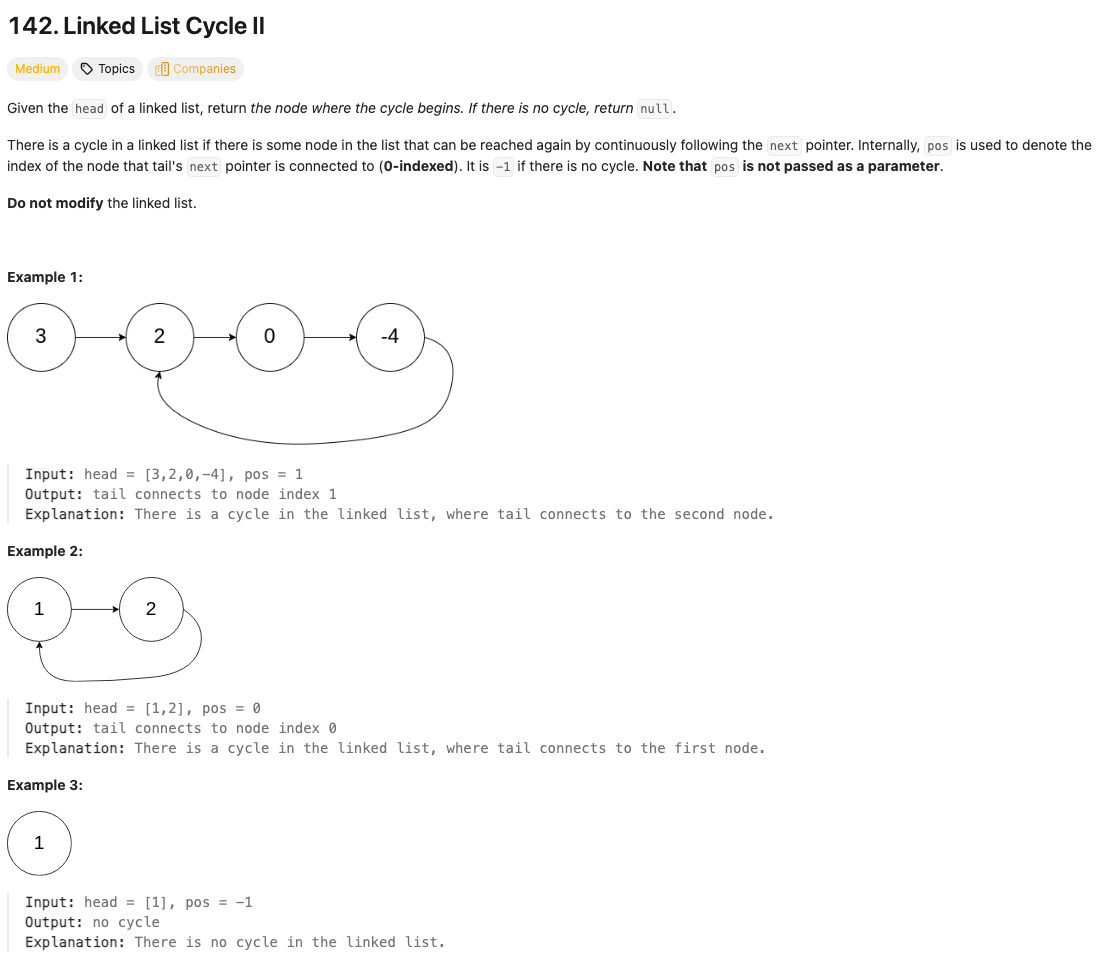 142. Linked List Cycle II
Medium Topics Companies
Given the head of a linked list, return the node where the cycle begins. If there is no cycle, return null.
There is a cycle in a linked list if there is some node in the list that can be reached again by continuously following the next pointer. Internally, pos is used to denote the
index of the node that tail's next pointer is connected to (0-indexed). It is -1 if there is no cycle. Note that pos is not passed as a parameter.
Do not modify the linked list.
Example 1:
3 2 0 -4
Input: head = [3,2,0,-4], pos = 1
Output: tail connects to node index 1
Explanation: There is a cycle in the linked list, where tail connects to the second node.
Example 2:
1 2
Input: head = [1,2], pos = 0
Output: tail connects to node index 0
Explanation: There is a cycle in the linked list, where tail connects to the first node.
Example 3:
1
Input: head = [1], pos = -1
Output: no cycle
Explanation: There is no cycle in the linked list.